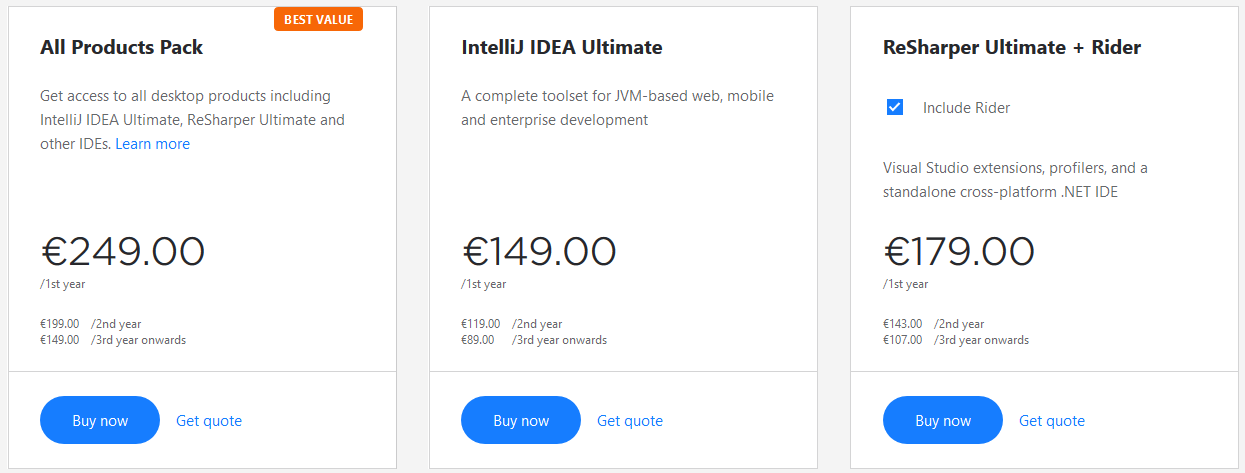 BEST VALUE
All Products Pack
Get access to all desktop products including
IntelliJ IDEA Ultimate, ReSharper Ultimate and
other IDEs. Learn more
€249.00
/1st year
€199.00 /2nd year
€149.00 /3rd year onwards
Buy now Get quote
IntelliJ IDEA Ultimate
A complete toolset for JVM-based web, mobile
and enterprise development
€149.00
/1st year
€119.00 /2nd year
€89.00 /3rd year onwards
Buy now Get quote
ReSharper Ultimate + Rider
Include Rider
Visual Studio extensions, profilers, and a
standalone cross-platform .NET IDE
€179.00
/1st year
€143.00 /2nd year
€107.00 /3rd year onwards
Buy now Get quote